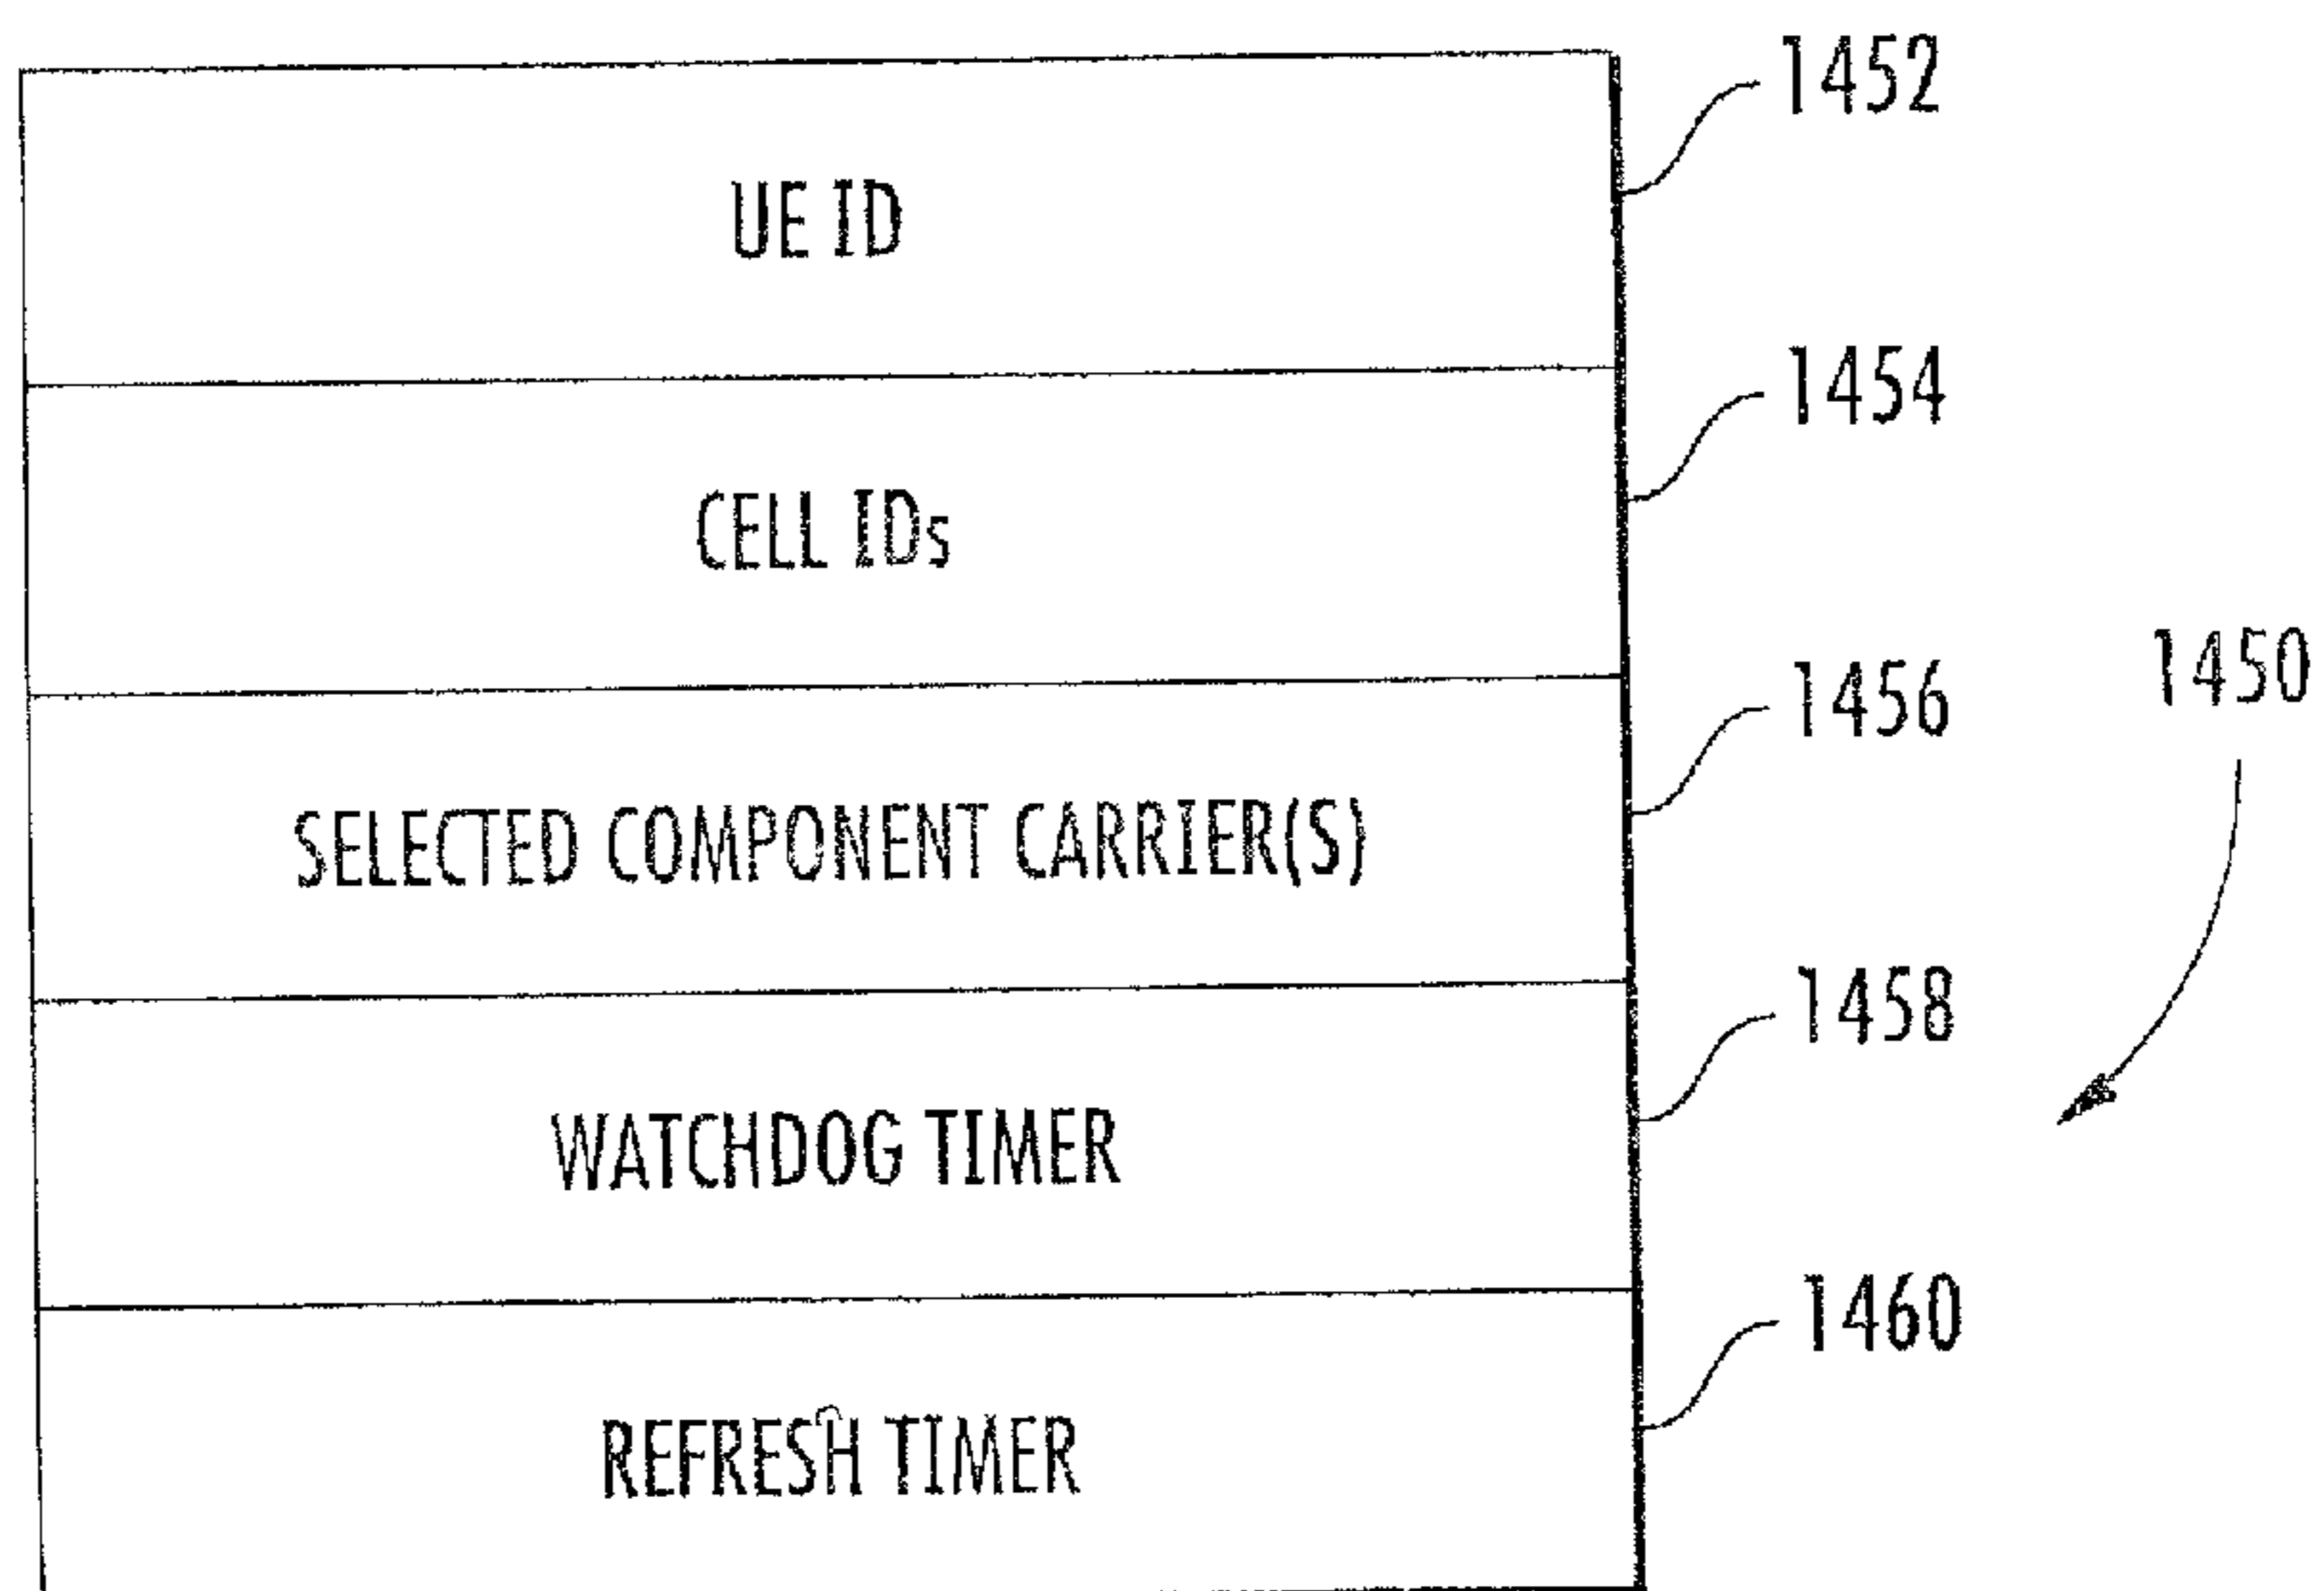 1452
UE ID
1454
CELL IDs
1450
1456
SELECTED COMPONENT CARRIER(S)
1458
WATCHDOG TIMER
1460
REFRESH TIMER